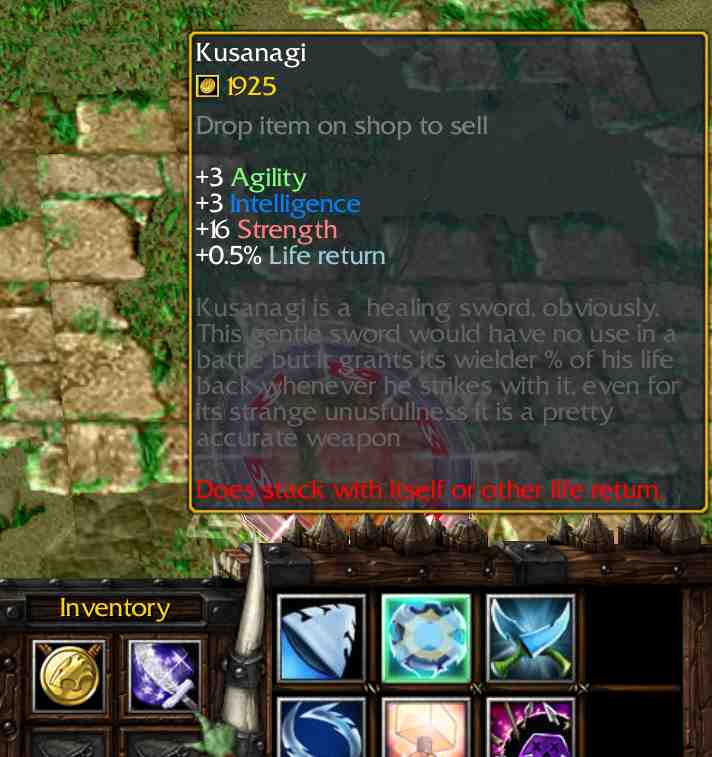 Kusanagi
1925
Drop item on shop to sell
+3 Agility
+3 Intelligence
+16 Strength
+0.5% Life return
Kusanagi is a healing sword, obviously.
This gentle sword would have no use in a
battle but it grants its wielder % of his life
back whenever he strikes with it, even for
its strange unusfullness it is a pretty
accurate weapon
Does stack with itself or other life return.
Inventory